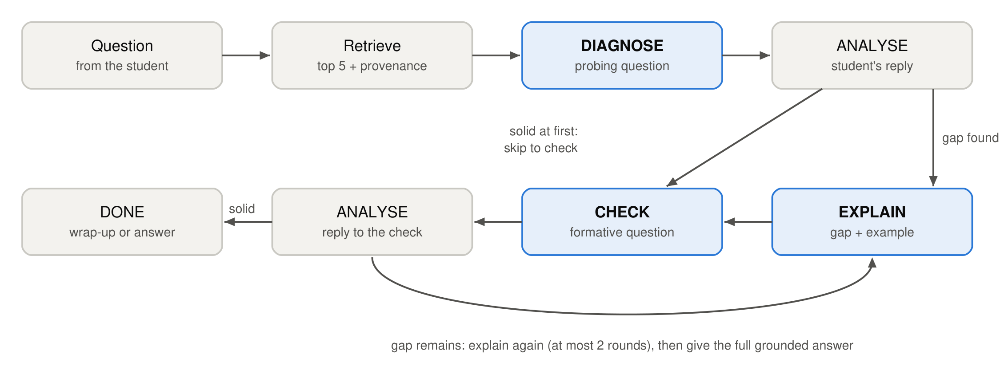 Question
from the student
Retrieve
top 5 + provenance
DIAGNOSE
probing question
ANALYSE
student's reply
solid at first:
skip to check
gap found
DONE
wrap-up or answer
solid
ANALYSE
reply to the check
CHECK
formative question
EXPLAIN
gap + example
gap remains: explain again (at most 2 rounds), then give the full grounded answer